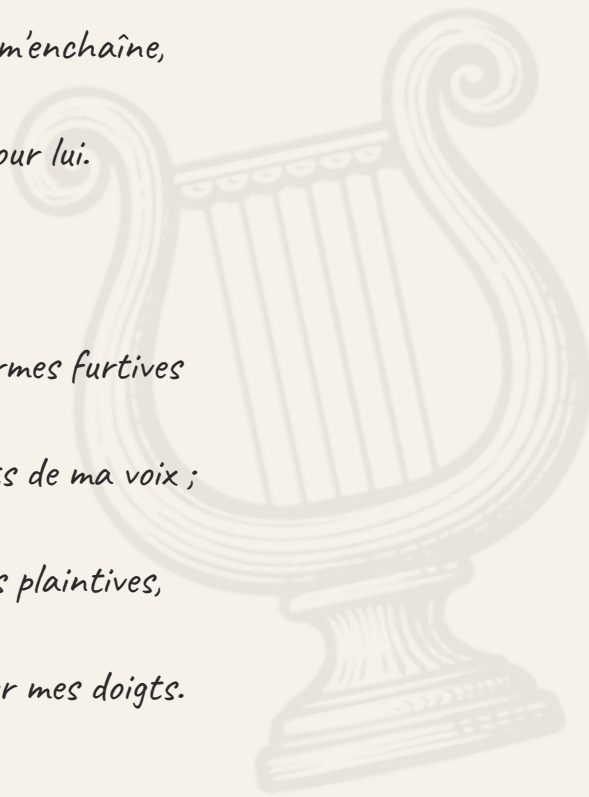 m'enchaîne,
our lui.
rmes furtives
s de ma voix ;
s plaintives,
r mes doigts.